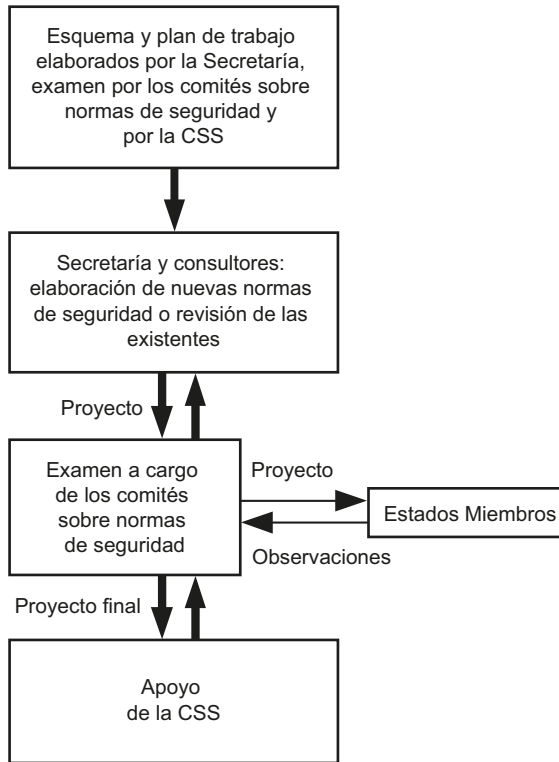 Esquema y plan de trabajo
elaborados por la Secretaría,
examen por los comités sobre
normas de seguridad y
por la CSS
Secretaría y consultores:
elaboración de nuevas normas
de seguridad o revisión de las
existentes
Proyecto
Examen a cargo
de los comités
sobre normas
de seguridad
Proyecto
Estados Miembros
Observaciones
Proyecto final
Apoyo
de la CSS